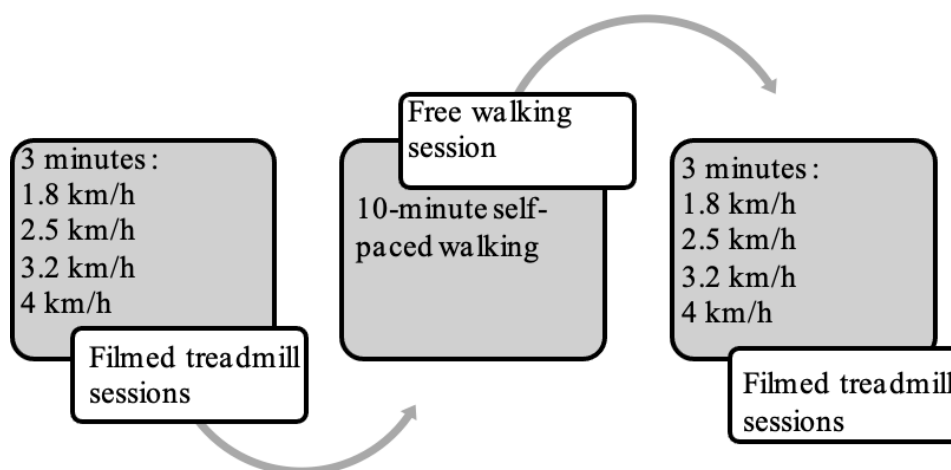 3 minutes :
1.8 km/h
2.5 km/h
3.2 km/h
4 km/h
Filmed treadmill
sessions
Free walking
session
10-minute self-
paced walking
3 minutes :
1.8 km/h
2.5 km/h
3.2 km/h
4 km/h
Filmed treadmill
sessions